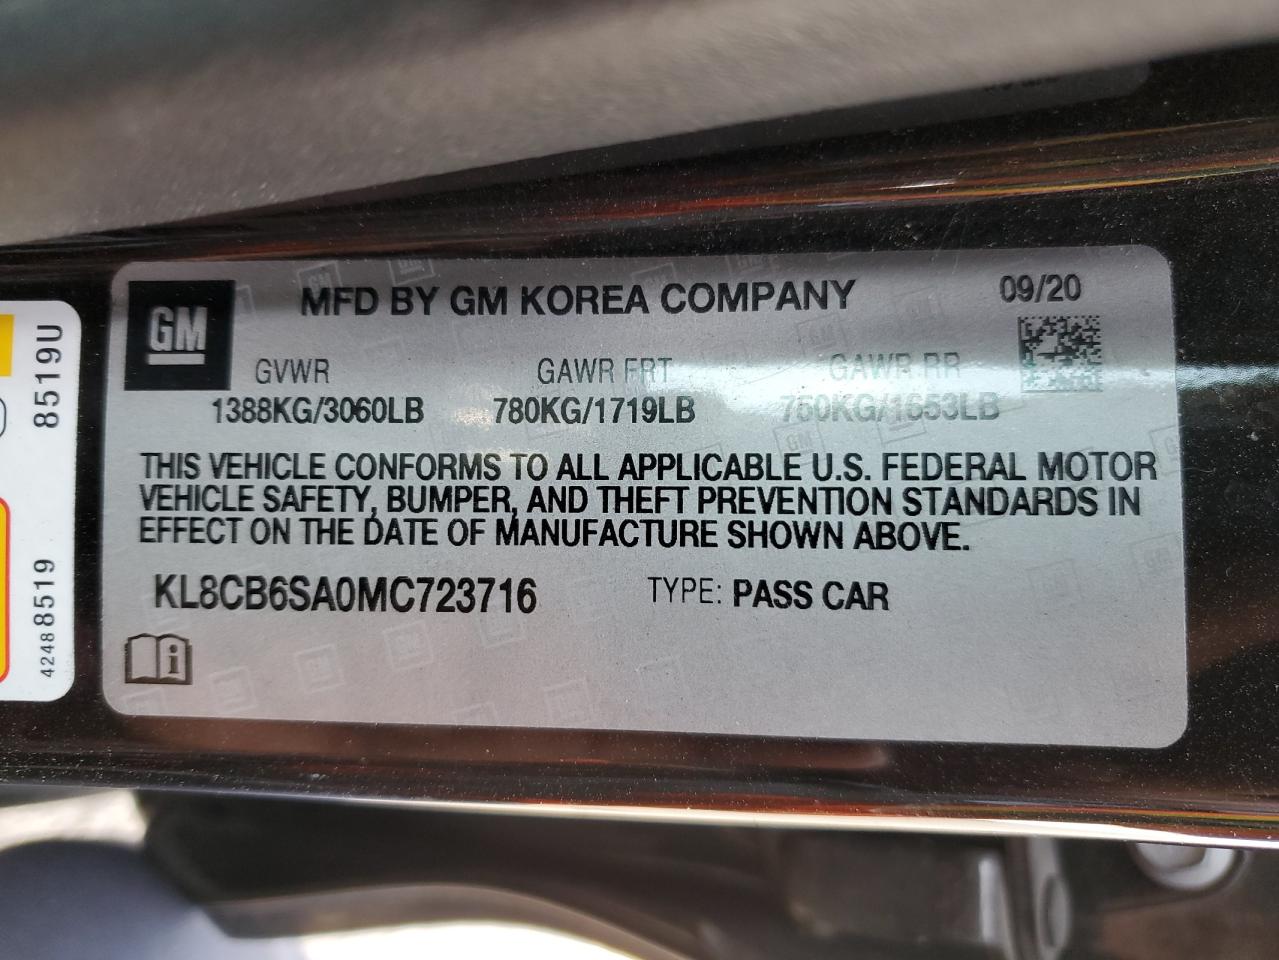 GM
MFD BY GM KOREA COMPANY
09/20
GVWR GAWR FRT GAWR RR
1388KG/3060LB 780KG/1719LB 750KG/1653LB
THIS VEHICLE CONFORMS TO ALL APPLICABLE U.S. FEDERAL MOTOR
VEHICLE SAFETY, BUMPER, AND THEFT PREVENTION STANDARDS IN
EFFECT ON THE DATE OF MANUFACTURE SHOWN ABOVE.
KL8CB6SA0MC723716 TYPE: PASS CAR
42488519 8519U